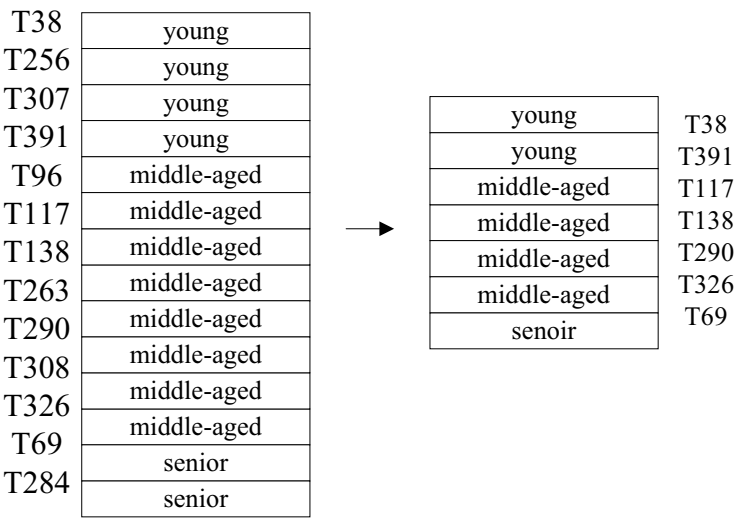 T38
T256
T307
T391
T96
T117
T138
T263
T290
T308
T326
T69
T284
young
young
young
young
middle-aged
middle-aged
middle-aged
middle-aged
middle-aged
middle-aged
middle-aged
middle-aged
senior
senior
young
young
middle-aged
middle-aged
middle-aged
middle-aged
senoir
T38
T391
T117
T138
T290
T326
T69